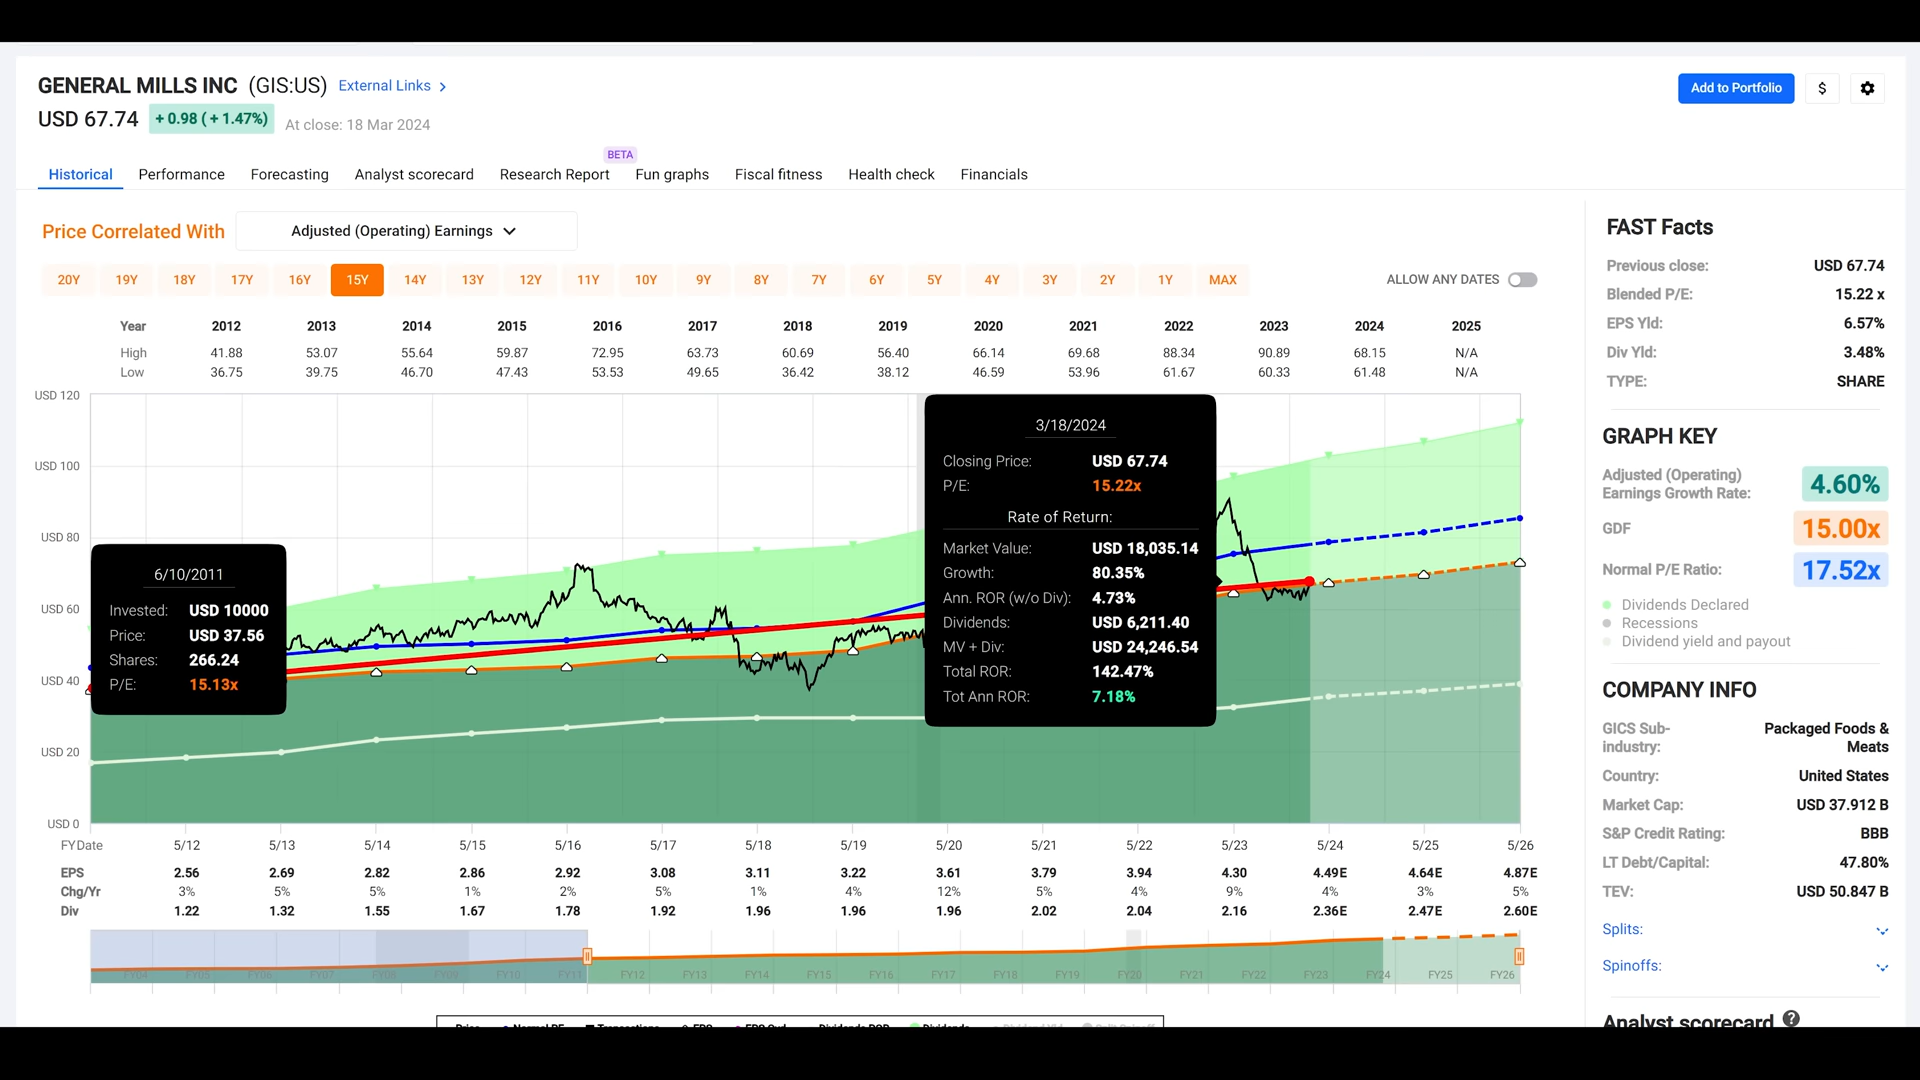 GENERAL MILLS INC (GIS:US) External Links >
USD 67.74 + 0.98 ( + 1.47%) At close: 18 Mar 2024
Add to Portfolio $
BETA
Historical Performance Forecasting Analyst scorecard Research Report Fun graphs Fiscal fitness Health check Financials
Price Correlated With Adjusted (Operating) Earnings
20Y 19Y 18Y 17Y 16Y 15Y 14Y 13Y 12Y 11Y 10Y 9Y 8Y 7Y 6Y 5Y 4Y 3Y 2Y 1Y MAX ALLOW ANY DATES
Year 2012 2013 2014 2015 2016 2017 2018 2019 2020 2021 2022 2023 2024 2025
High 41.88 53.07 55.64 59.87 72.95 63.73 60.69 56.40 66.14 69.68 88.34 90.89 68.15 N/A
Low 36.75 39.75 46.70 47.43 53.53 49.65 36.42 38.12 46.59 53.96 61.67 60.33 61.48 N/A
USD 120
USD 100
USD 80
USD 60
USD 40
USD 20
USD 0
6/10/2011
Invested: USD 10000
Price: USD 37.56
Shares: 266.24
P/E: 15.13x
3/18/2024
Closing Price: USD 67.74
P/E: 15.22x
Rate of Return:
Market Value: USD 18,035.14
Growth: 80.35%
Ann. ROR (w/o Div): 4.73%
Dividends: USD 6,211.40
MV + Div: USD 24,246.54
Total ROR: 142.47%
Tot Ann ROR: 7.18%
FYDate 5/12 5/13 5/14 5/15 5/16 5/17 5/18 5/19 5/20 5/21 5/22 5/23 5/24 5/25 5/26
EPS 2.56 2.69 2.82 2.86 2.92 3.08 3.11 3.22 3.61 3.79 3.94 4.30 4.49E 4.64E 4.87E
Chg/Yr 3% 5% 5% 1% 2% 5% 1% 4% 12% 5% 4% 9% 4% 3% 5%
Div 1.22 1.32 1.55 1.67 1.78 1.92 1.96 1.96 1.96 2.02 2.04 2.16 2.36E 2.47E 2.60E
FY04 FY05 FY06 FY07 FY08 FY09 FY10 FY11 FY12 FY13 FY14 FY15 FY16 FY17 FY18 FY19 FY20 FY21 FY22 FY23 FY24 FY25 FY26
FAST Facts
Previous close: USD 67.74
Blended P/E: 15.22 x
EPS Yld: 6.57%
Div Yld: 3.48%
TYPE: SHARE
GRAPH KEY
Adjusted (Operating)
Earnings Growth Rate: 4.60%
GDF 15.00x
Normal P/E Ratio: 17.52x
Dividends Declared
Recessions
Dividend yield and payout
COMPANY INFO
GICS Sub- Packaged Foods &
industry: Meats
Country: United States
Market Cap: USD 37.912 B
S&P Credit Rating: BBB
LT Debt/Capital: 47.80%
TEV: USD 50.847 B
Splits:
Spinoffs:
Analyst scorecard ?